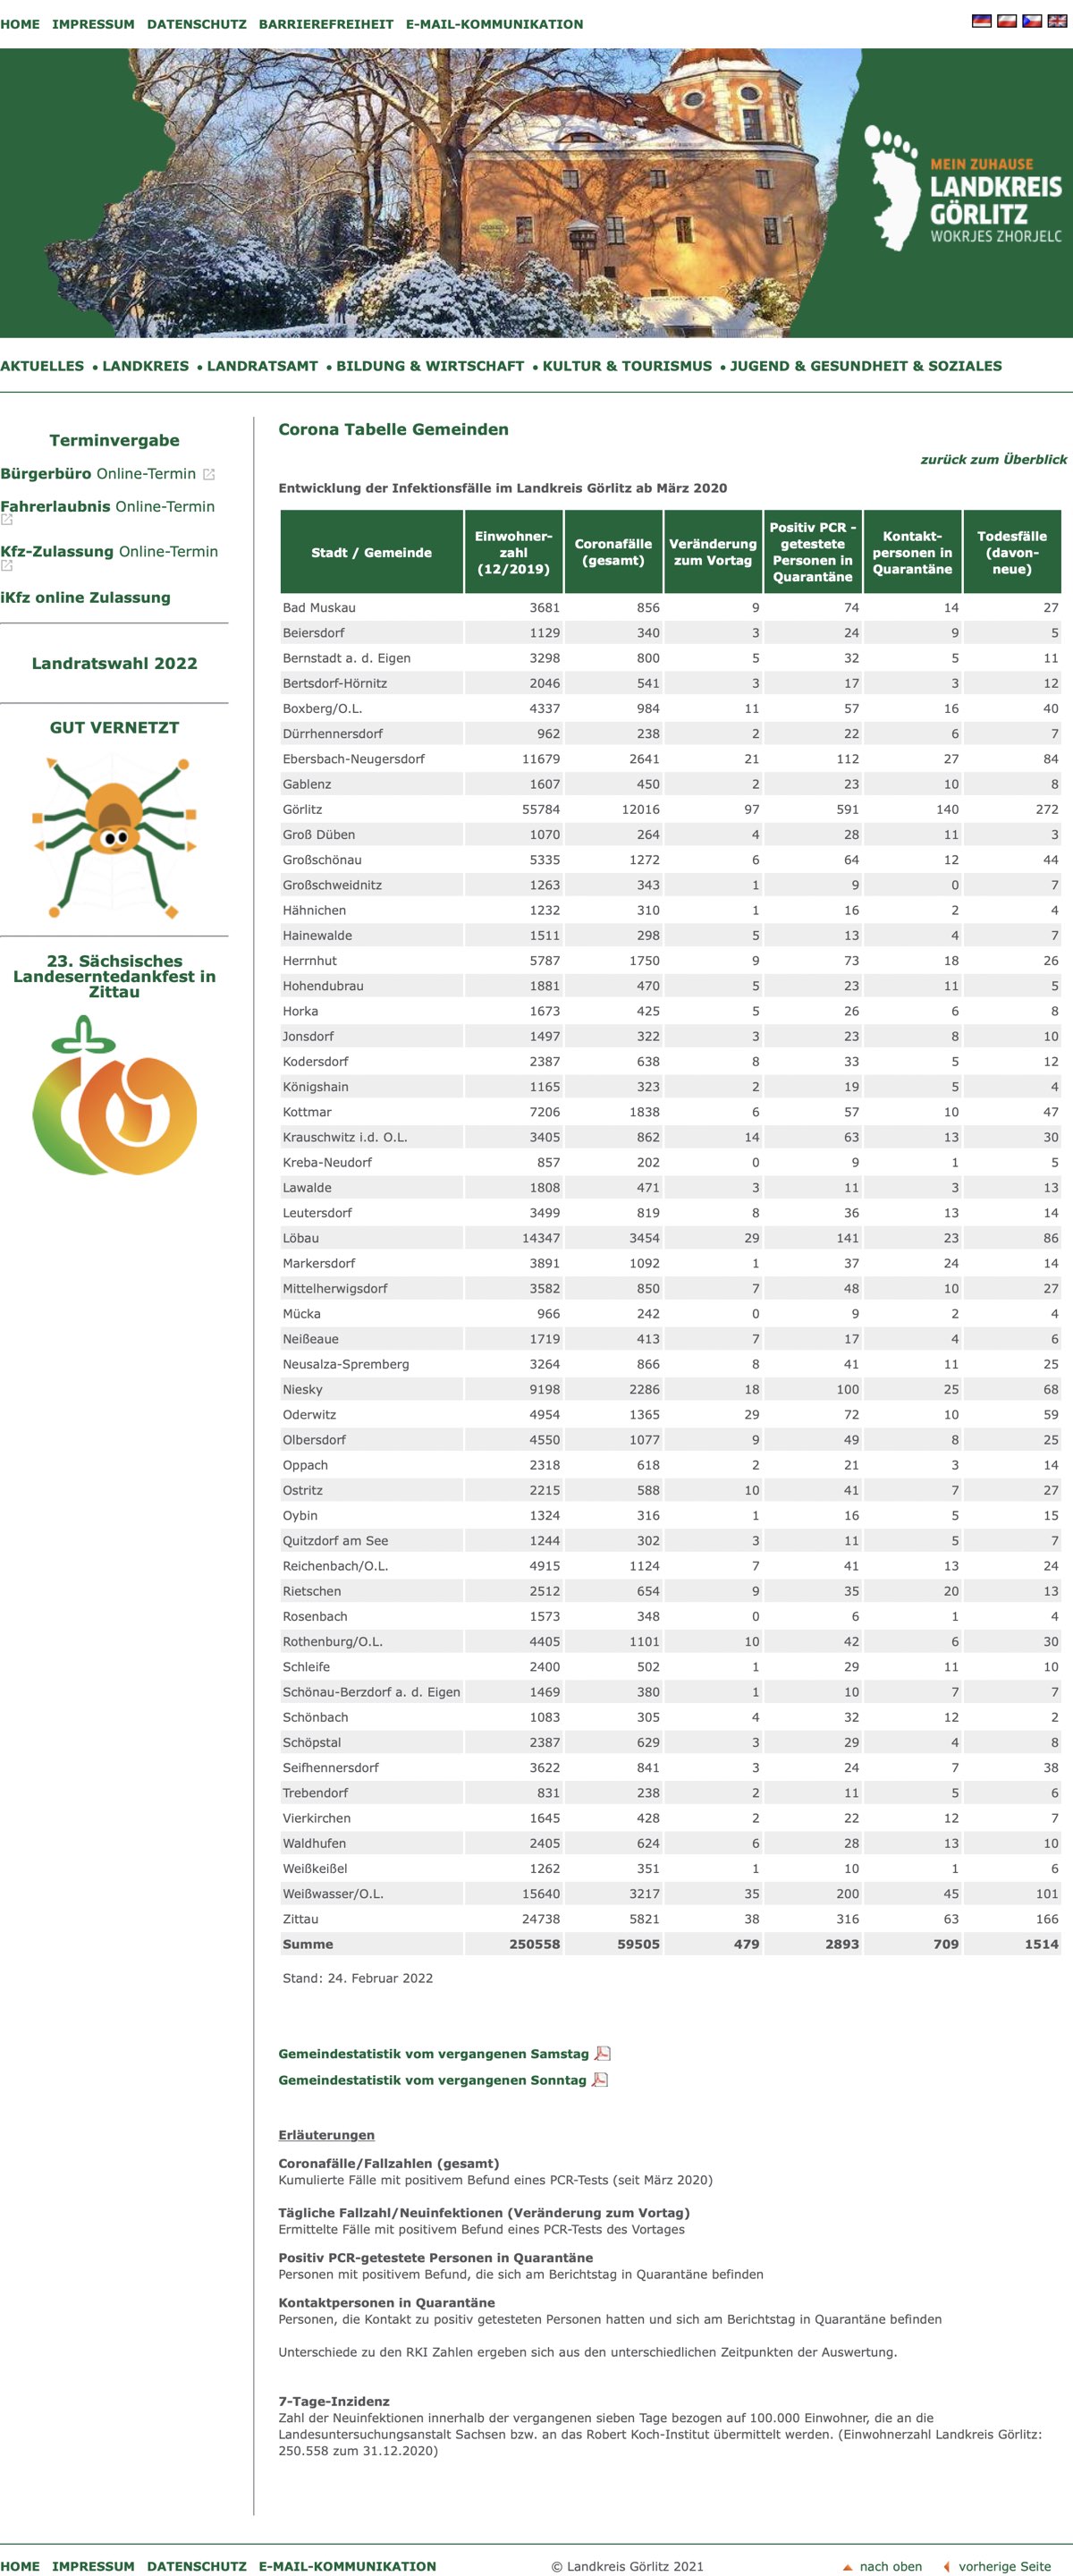 HOME IMPRESSUM DATENSCHUTZ BARRIEREFREIHEIT E-MAIL-KOMMUNIKATION
MEIN ZUHAUSE
LANDKREIS
GÖRLITZ
WOKRJES ZHORJELC
AKTUELLES • LANDKREIS • LANDRATSAMT • BILDUNG & WIRTSCHAFT • KULTUR & TOURISMUS • JUGEND & GESUNDHEIT & SOZIALES
Terminvergabe
Bürgerbüro Online-Termin
Fahrerlaubnis Online-Termin
Kfz-Zulassung Online-Termin
iKfz online Zulassung
Landratswahl 2022
GUT VERNETZT
23. Sächsisches
Landeserntedankfest in
Zittau
Corona Tabelle Gemeinden
zurück zum Überblick
Entwicklung der Infektionsfälle im Landkreis Görlitz ab März 2020
Stadt / Gemeinde
Einwohner-
zahl
(12/2019)
Coronafälle
(gesamt)
Veränderung
zum Vortag
Positiv PCR -
getestete
Personen in
Quarantäne
Kontakt-
personen in
Quarantäne
Todesfälle
(davon-
neue)
Bad Muskau 3681 856 9 74 14 27
Beiersdorf 1129 340 3 24 9 5
Bernstadt a. d. Eigen 3298 800 5 32 5 11
Bertsdorf-Hörnitz 2046 541 3 17 3 12
Boxberg/O.L. 4337 984 11 57 16 40
Dürrhennersdorf 962 238 2 22 6 7
Ebersbach-Neugersdorf 11679 2641 21 112 27 84
Gablenz 1607 450 2 23 10 8
Görlitz 55784 12016 97 591 140 272
Groß Düben 1070 264 4 28 11 3
Großschönau 5335 1272 6 64 12 44
Großschweidnitz 1263 343 1 9 0 7
Hähnichen 1232 310 1 16 2 4
Hainewalde 1511 298 5 13 4 7
Herrnhut 5787 1750 9 73 18 26
Hohendubrau 1881 470 5 23 11 5
Horka 1673 425 5 26 6 8
Jonsdorf 1497 322 3 23 8 10
Kodersdorf 2387 638 8 33 5 12
Königshain 1165 323 2 19 5 4
Kottmar 7206 1838 6 57 10 47
Krauschwitz i.d. O.L. 3405 862 14 63 13 30
Kreba-Neudorf 857 202 0 9 1 5
Lawalde 1808 471 3 11 3 13
Leutersdorf 3499 819 8 36 13 14
Löbau 14347 3454 29 141 23 86
Markersdorf 3891 1092 1 37 24 14
Mittelherwigsdorf 3582 850 7 48 10 27
Mücka 966 242 0 9 2 4
Neißeaue 1719 413 7 17 4 6
Neusalza-Spremberg 3264 866 8 41 11 25
Niesky 9198 2286 18 100 25 68
Oderwitz 4954 1365 29 72 10 59
Olbersdorf 4550 1077 9 49 8 25
Oppach 2318 618 2 21 3 14
Ostritz 2215 588 10 41 7 27
Oybin 1324 316 1 16 5 15
Quitzdorf am See 1244 302 3 11 5 7
Reichenbach/O.L. 4915 1124 7 41 13 24
Rietschen 2512 654 9 35 20 13
Rosenbach 1573 348 0 6 1 4
Rothenburg/O.L. 4405 1101 10 42 6 30
Schleife 2400 502 1 29 11 10
Schönau-Berzdorf a. d. Eigen 1469 380 1 10 7 7
Schönbach 1083 305 4 32 12 2
Schöpstal 2387 629 3 29 4 8
Seifhennersdorf 3622 841 3 24 7 38
Trebendorf 831 238 2 11 5 6
Vierkirchen 1645 428 2 22 12 7
Waldhufen 2405 624 6 28 13 10
Weißkeißel 1262 351 1 10 1 6
Weißwasser/O.L. 15640 3217 35 200 45 101
Zittau 24738 5821 38 316 63 166
Summe 250558 59505 479 2893 709 1514
Stand: 24. Februar 2022
Gemeindestatistik vom vergangenen Samstag
Gemeindestatistik vom vergangenen Sonntag
Erläuterungen
Coronafälle/Fallzahlen (gesamt)
Kumulierte Fälle mit positivem Befund eines PCR-Tests (seit März 2020)
Tägliche Fallzahl/Neuinfektionen (Veränderung zum Vortag)
Ermittelte Fälle mit positivem Befund eines PCR-Tests des Vortages
Positiv PCR-getestete Personen in Quarantäne
Personen mit positivem Befund, die sich am Berichtstag in Quarantäne befinden
Kontaktpersonen in Quarantäne
Personen, die Kontakt zu positiv getesteten Personen hatten und sich am Berichtstag in Quarantäne befinden
Unterschiede zu den RKI Zahlen ergeben sich aus den unterschiedlichen Zeitpunkten der Auswertung.
7-Tage-Inzidenz
Zahl der Neuinfektionen innerhalb der vergangenen sieben Tage bezogen auf 100.000 Einwohner, die an die
Landesuntersuchungsanstalt Sachsen bzw. an das Robert Koch-Institut übermittelt werden. (Einwohnerzahl Landkreis Görlitz:
250.558 zum 31.12.2020)
HOME IMPRESSUM DATENSCHUTZ E-MAIL-KOMMUNIKATION © Landkreis Görlitz 2021 nach oben vorherige Seite